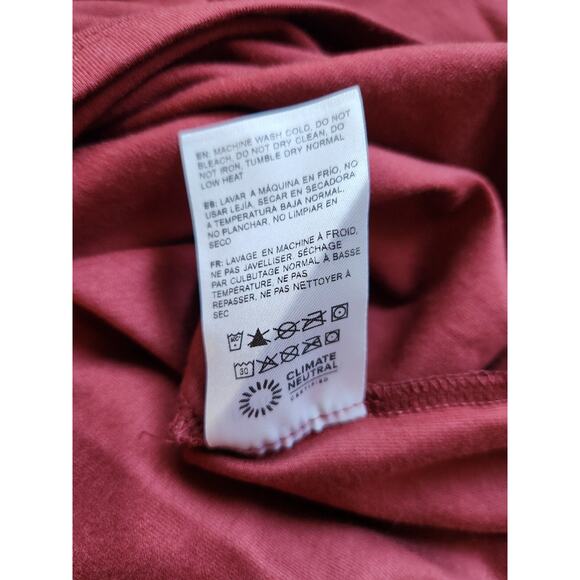 EN: MACHINE WASH COLD, DO NOT
BLEACH, DO NOT DRY CLEAN, DO
NOT IRON, TUMBLE DRY NORMAL
LOW HEAT
ES: LAVAR A MÁQUINA EN FRÍO, NO
USAR LEJÍA, SECAR EN SECADORA
A TEMPERATURA BAJA NORMAL,
NO PLANCHAR, NO LIMPIAR EN
SECO
FR: LAVAGE EN MACHINE À FROID,
NE PAS JAVELLISER, SÉCHAGE
PAR CULBUTAGE NORMAL À BASSE
TEMPÉRATURE, NE PAS
REPASSER, NE PAS NETTOYER À
SEC
30
CLIMATE
NEUTRAL
CERTIFIED